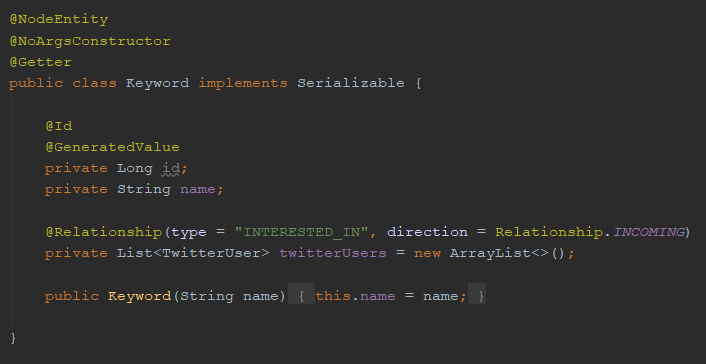 @NodeEntity
@NoArgsConstructor
@Getter
public class Keyword implements Serializable {
@Id
@GeneratedValue
private Long id;
private String name;
@Relationship(type = "INTERESTED_IN", direction = Relationship.INCOMING)
private List<TwitterUser> twitterUsers = new ArrayList<>();
public Keyword(String name) { this.name = name; }
}